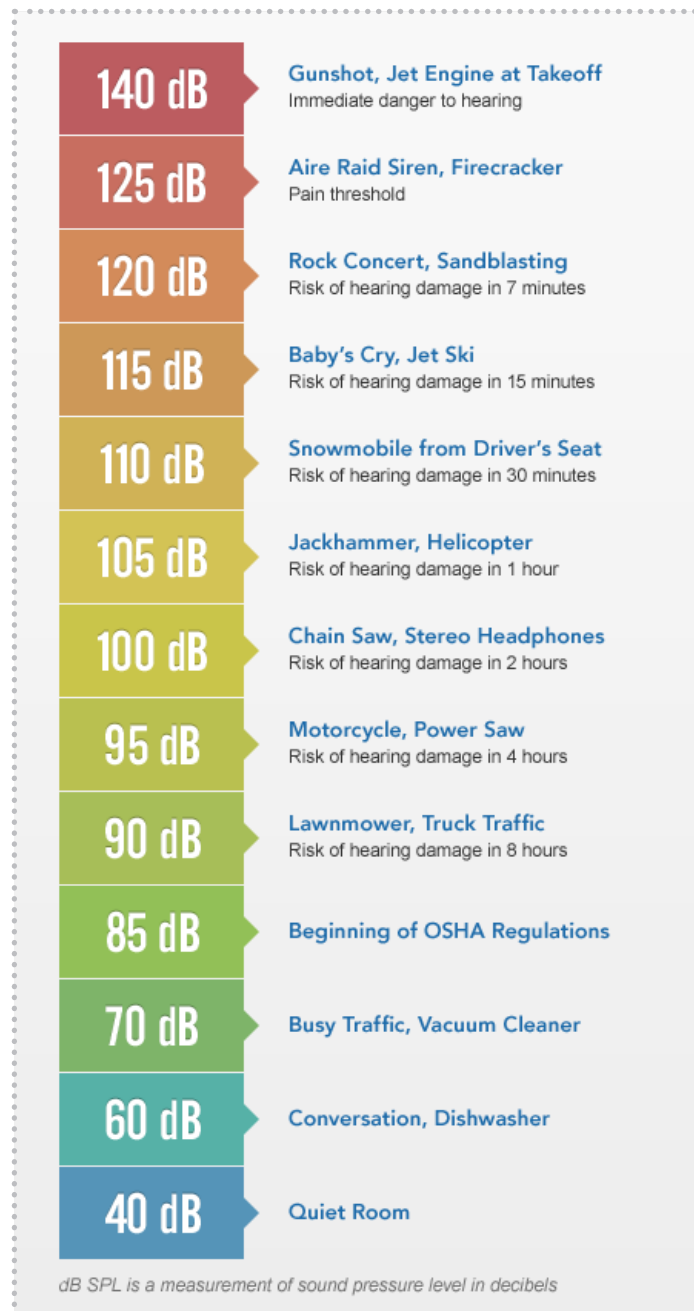 140 dB
Gunshot, Jet Engine at Takeoff
Immediate danger to hearing
125 dB
Aire Raid Siren, Firecracker
Pain threshold
120 dB
Rock Concert, Sandblasting
Risk of hearing damage in 7 minutes
115 dB
Baby's Cry, Jet Ski
Risk of hearing damage in 15 minutes
110 dB
Snowmobile from Driver's Seat
Risk of hearing damage in 30 minutes
105 dB
Jackhammer, Helicopter
Risk of hearing damage in 1 hour
100 dB
Chain Saw, Stereo Headphones
Risk of hearing damage in 2 hours
95 dB
Motorcycle, Power Saw
Risk of hearing damage in 4 hours
90 dB
Lawnmower, Truck Traffic
Risk of hearing damage in 8 hours
85 dB
Beginning of OSHA Regulations
70 dB
Busy Traffic, Vacuum Cleaner
60 dB
Conversation, Dishwasher
40 dB
Quiet Room
dB SPL is a measurement of sound pressure level in decibels